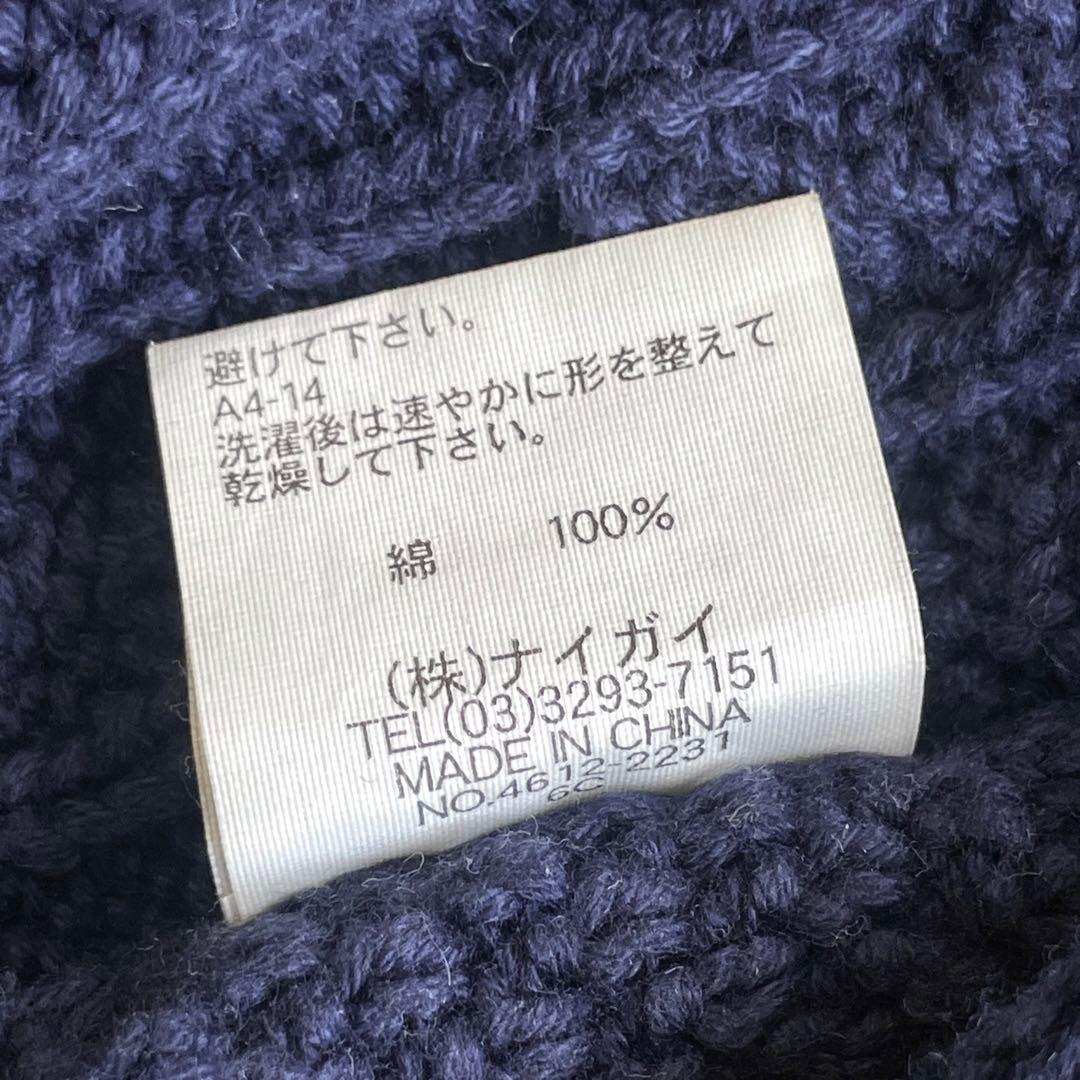 避けて下さい。
A4-14
洗濯後は速やかに形を整えて
乾燥して下さい。
綿 100%
(株)ナイガイ
TEL(03)3293-7151
MADE IN CHINA
NO.4612-2231
6C